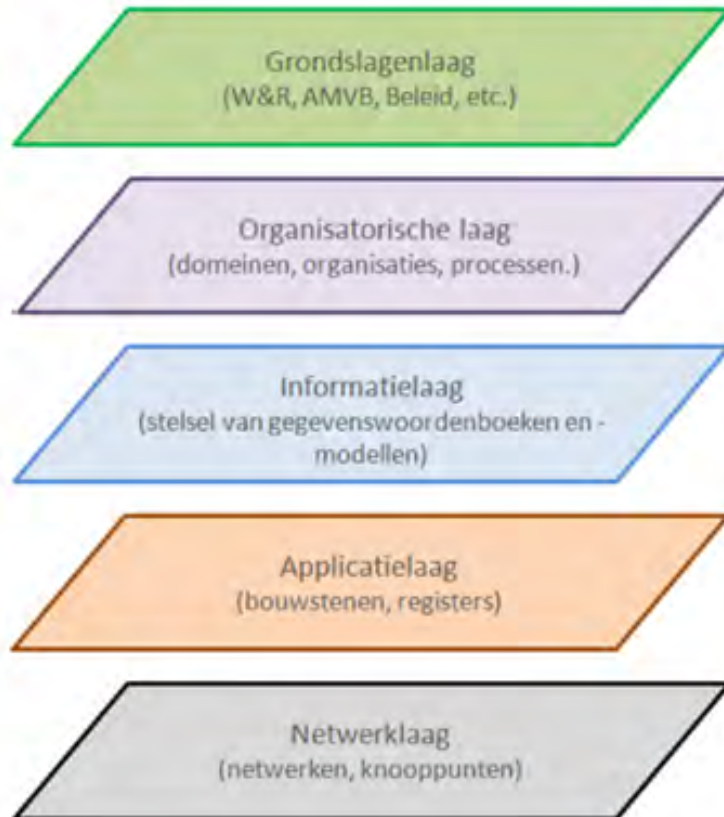 Grondslagenlaag
(W&R, AMVB, Beleid, etc.)
Organisatorische laag
(domeinen, organisaties, processen.)
Informatielaag
(stelsel van gegevenswoordenboeken en -
modellen)
Applicatielaag
(bouwstenen, registers)
Netwerklaag
(netwerken, knooppunten)